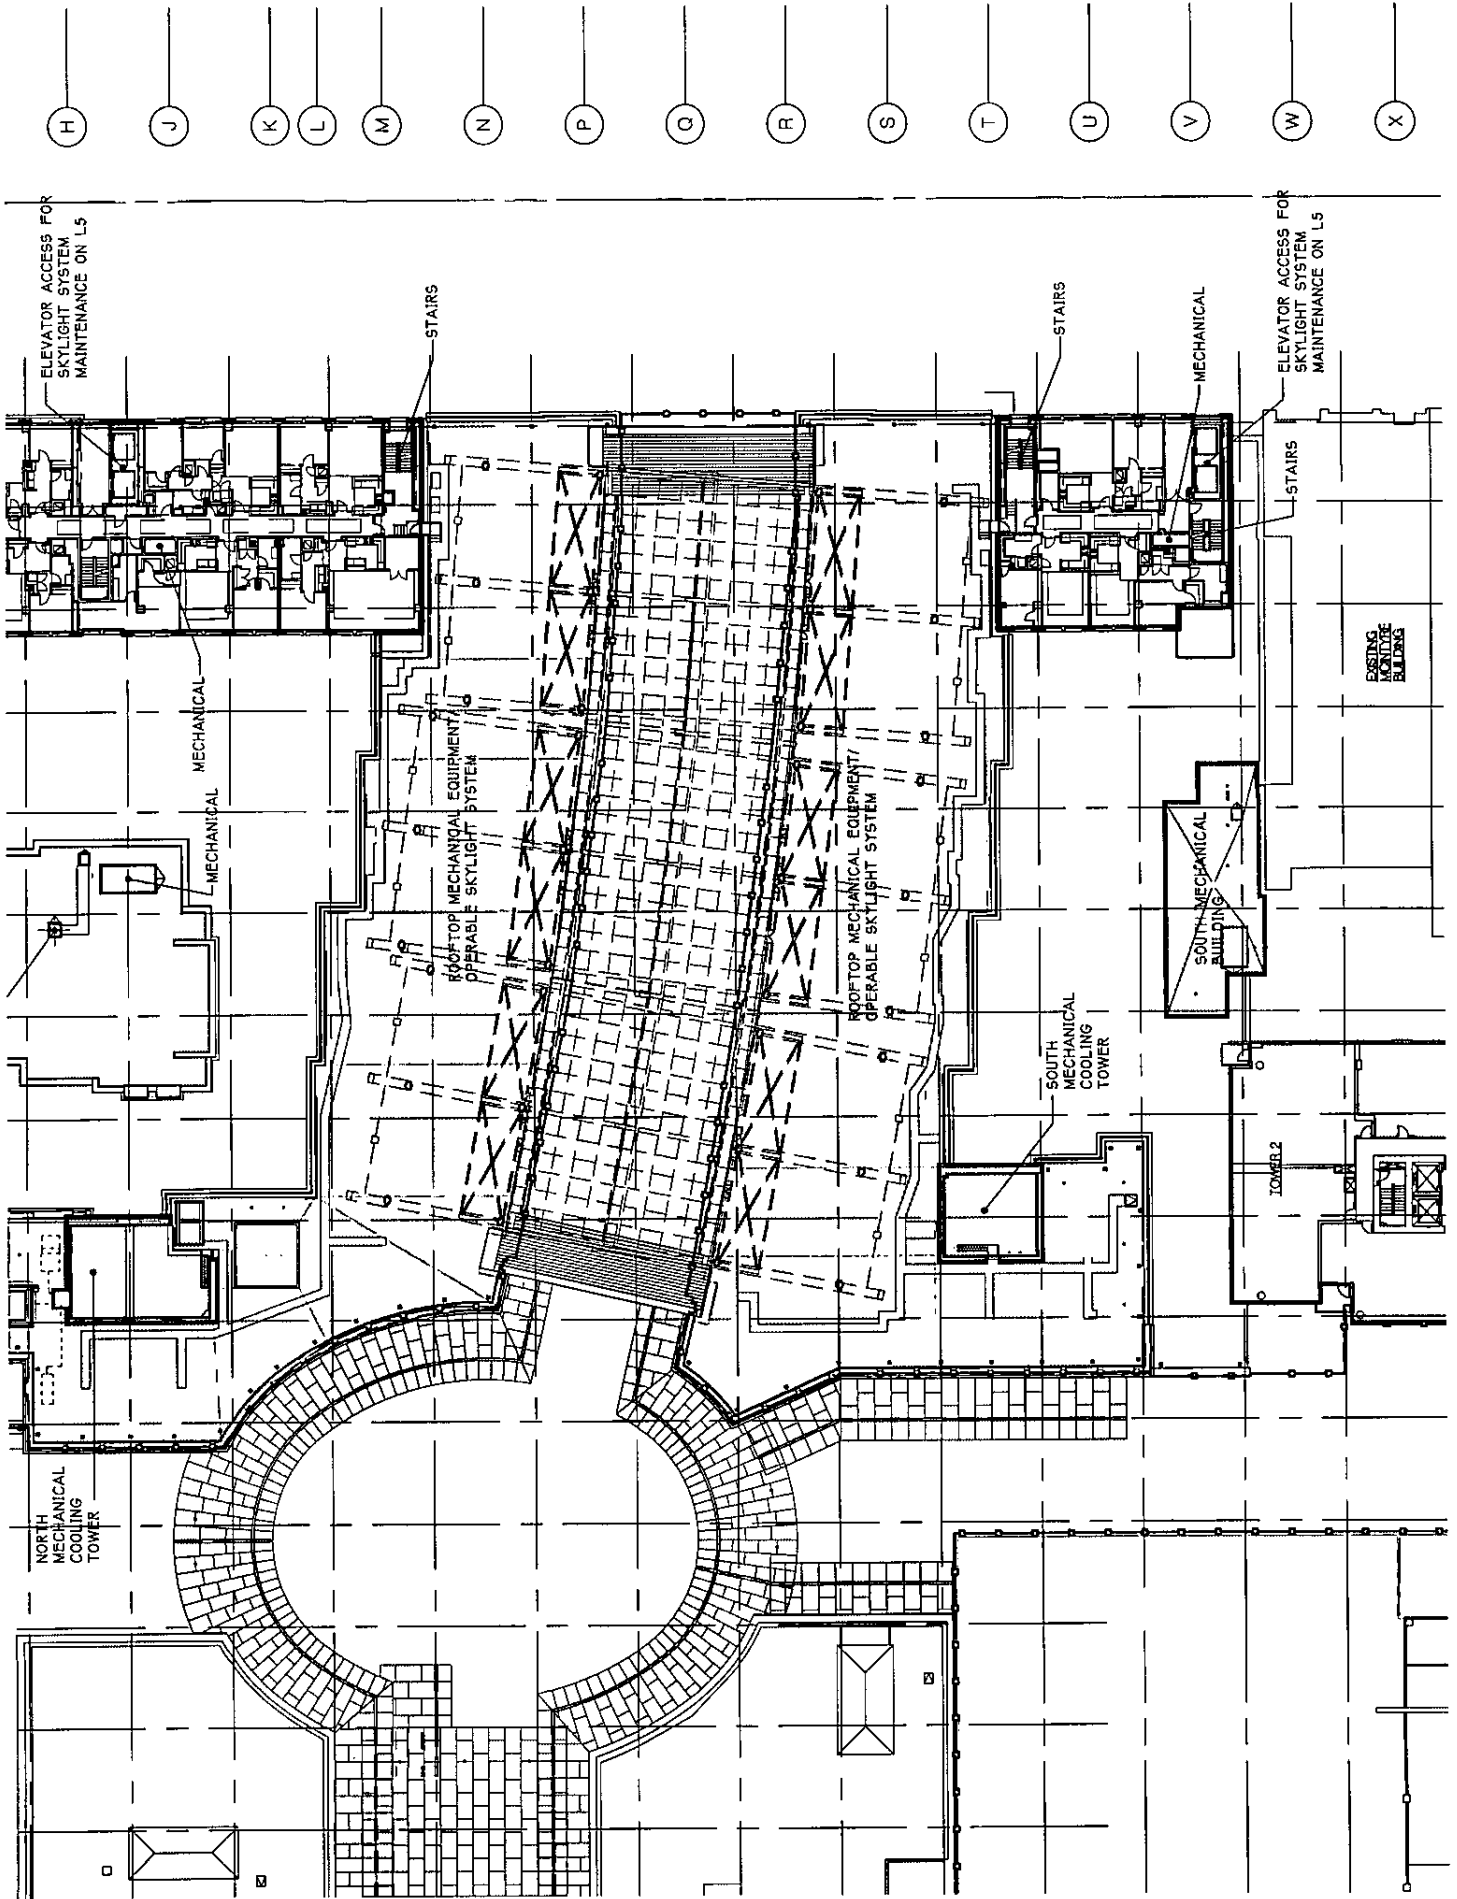 H
J
K
L
M
N
P
Q
R
S
T
U
V
W
X
ELEVATOR ACCESS FOR
SKYLIGHT SYSTEM
MAINTENANCE ON L5
STAIRS
STAIRS
MECHANICAL
ELEVATOR ACCESS FOR
SKYLIGHT SYSTEM
MAINTENANCE ON L5
STAIRS
MECHANICAL
MECHANICAL
ROOFTOP MECHANICAL EQUIPMENT/
OPERABLE SKYLIGHT SYSTEM
ROOFTOP MECHANICAL EQUIPMENT/
OPERABLE SKYLIGHT SYSTEM
EXISTING
MCINTYRE
BUILDING
SOUTH MECHANICAL
BUILDING
SOUTH
MECHANICAL
COOLING
TOWER
TOWER 2
NORTH
MECHANICAL
COOLING
TOWER